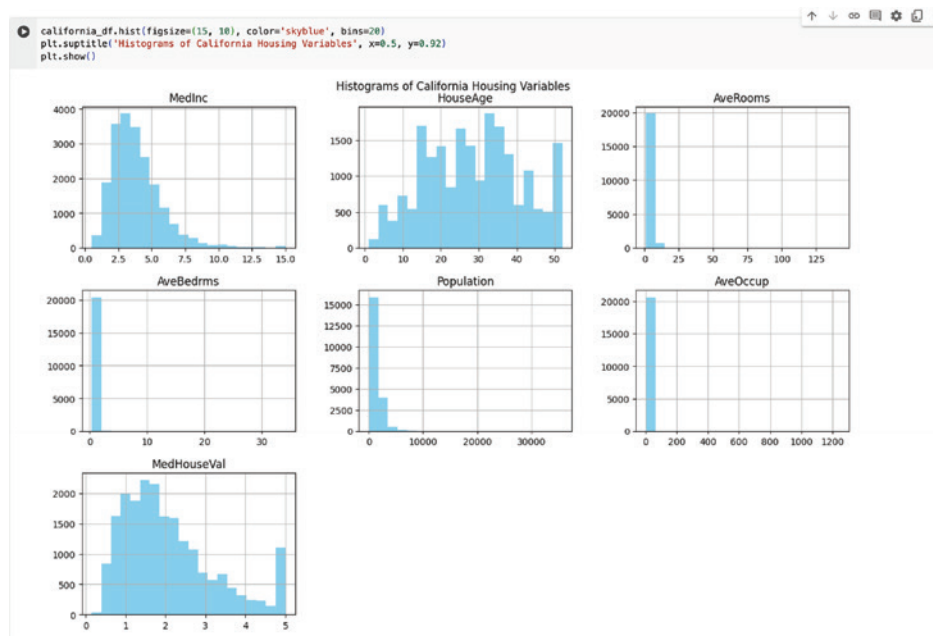 california_df.hist(figsize=(15, 10), color='skyblue', bins=20)
plt.suptitle('Histograms of California Housing Variables', x=0.5, y=0.92)
plt.show()
Histograms of California Housing Variables
MedInc
HouseAge
AveRooms
4000
3000
2000
1000
0
0.0 2.5 5.0 7.5 10.0 12.5 15.0
1500
1000
500
0
0 10 20 30 40 50
20000
15000
10000
5000
0
0 25 50 75 100 125
AveBedrms
Population
AveOccup
20000
15000
10000
5000
0
0 10 20 30
15000
12500
10000
7500
5000
2500
0
0 10000 20000 30000
20000
15000
10000
5000
0
0 200 400 600 800 1000 1200
MedHouseVal
2000
1500
1000
500
0
0 1 2 3 4 5